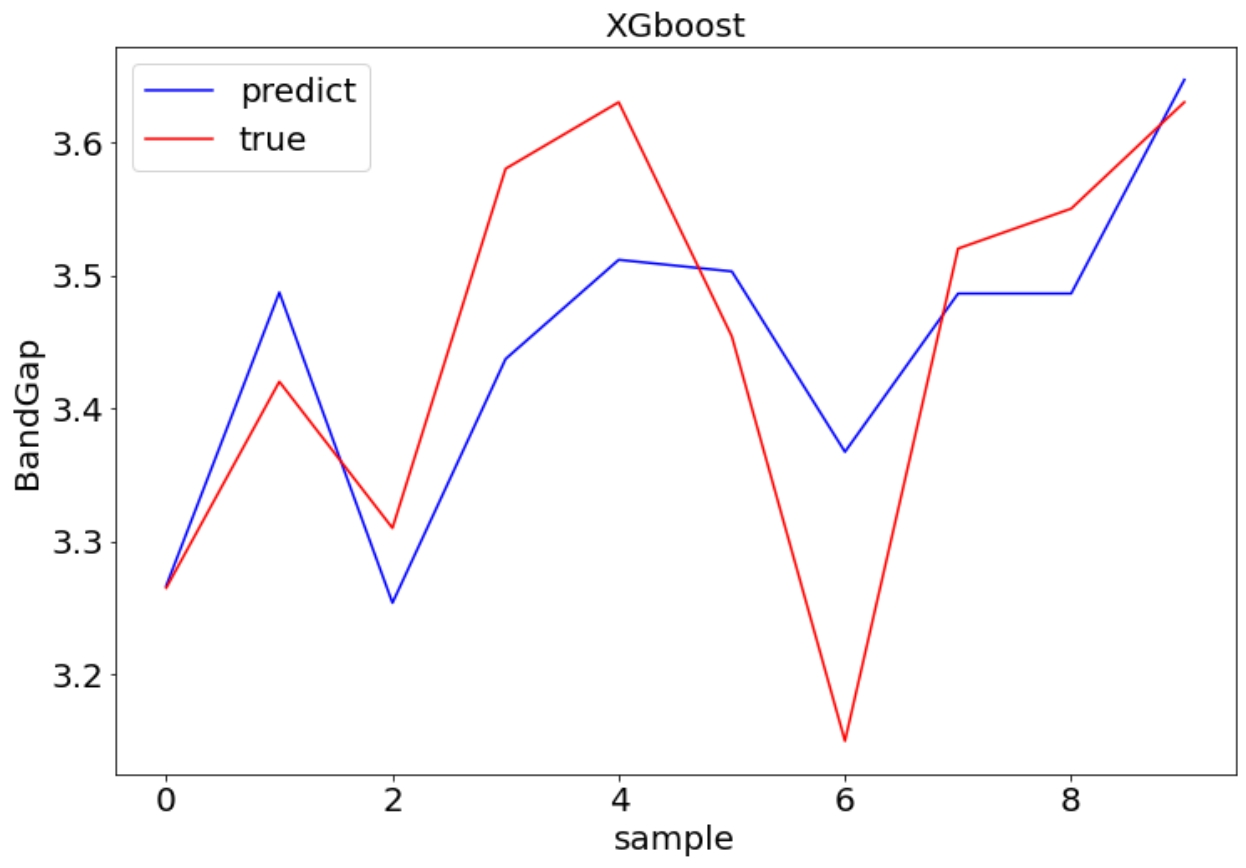 XGboost
predict
true
3.6
3.5
3.4
3.3
3.2
BandGap
0 2 4 6 8
sample